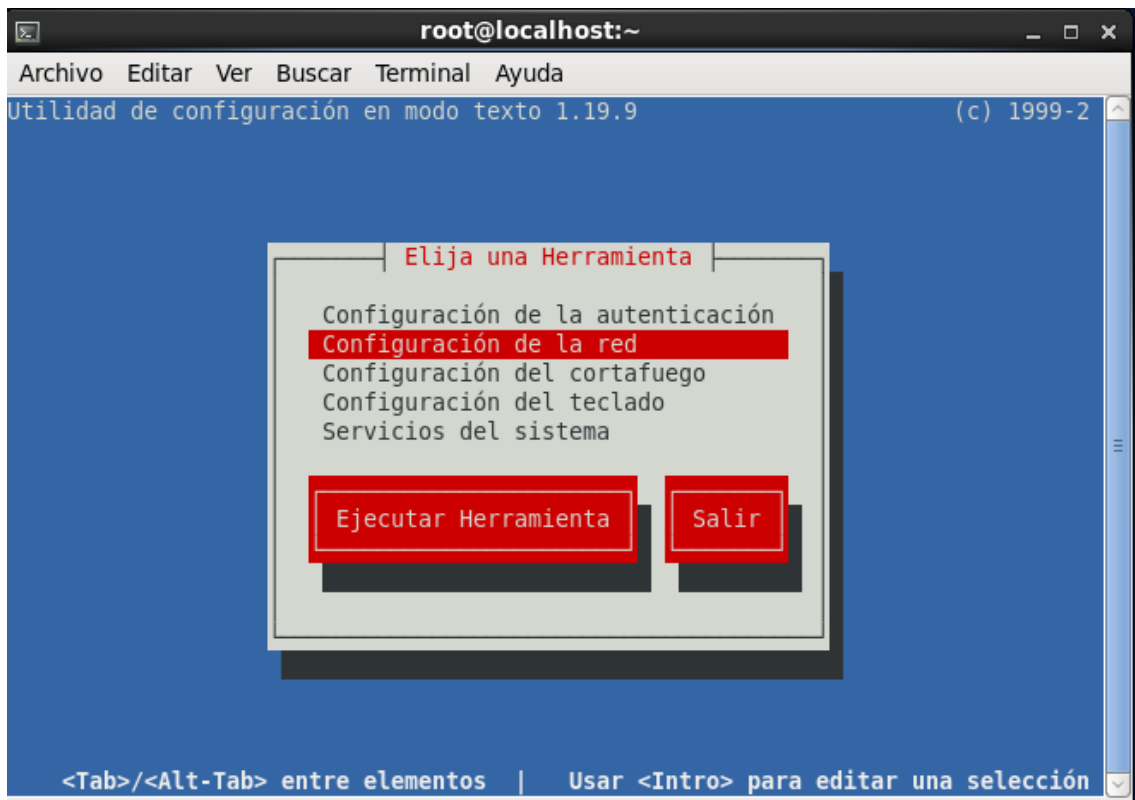 root@localhost:~
Archivo Editar Ver Buscar Terminal Ayuda
Utilidad de configuración en modo texto 1.19.9 (c) 1999-2
Elija una Herramienta
Configuración de la autenticación
Configuración de la red
Configuración del cortafuego
Configuración del teclado
Servicios del sistema
Ejecutar Herramienta Salir
<Tab>/<Alt-Tab> entre elementos | Usar <Intro> para editar una selección